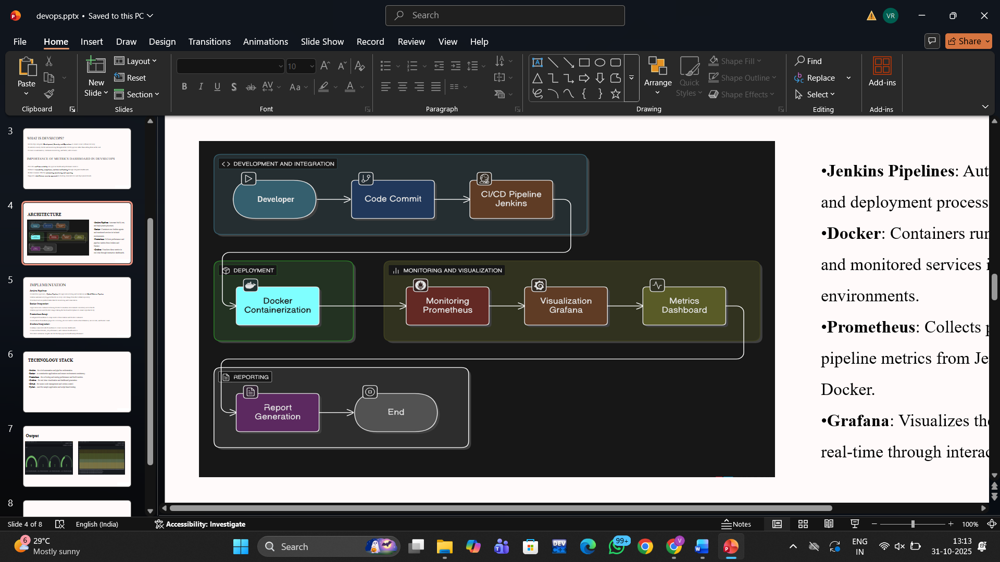 devops.pptx • Saved to this PC
Search
VR
File
Home
Insert
Draw
Design
Transitions
Animations
Slide Show
Record
Review
View
Help
Share
Paste
Clipboard
New
Slide
Layout
Reset
Section
Slides
10
Font
Paragraph
Arrange
Quick
Styles
Shape Fill
Shape Outline
Shape Effects
Drawing
Find
Replace
Select
Editing
Add-ins
Add-ins
3
WHAT IS DEVSECOPS?
IMPORTANCE OF METRICS DASHBOARD IN DEVSECOPS
4
ARCHITECTURE
5
IMPLEMENTATION
6
TECHNOLOGY STACK
7
Output
8
DEVELOPMENT AND INTEGRATION
Developer
Code Commit
CI/CD Pipeline
Jenkins
DEPLOYMENT
Docker
Containerization
MONITORING AND VISUALIZATION
Monitoring
Prometheus
Visualization
Grafana
Metrics
Dashboard
REPORTING
Report
Generation
End
•Jenkins Pipelines: Aut
and deployment process
•Docker: Containers run
and monitored services i
environments.
•Prometheus: Collects p
pipeline metrics from Je
Docker.
•Grafana: Visualizes the
real-time through interac
Slide 4 of 8
English (India)
Accessibility: Investigate
Notes
100%
6
29°C
Mostly sunny
Search
DEV
C++
99+
V
ENG
IN
13:13
31-10-2025